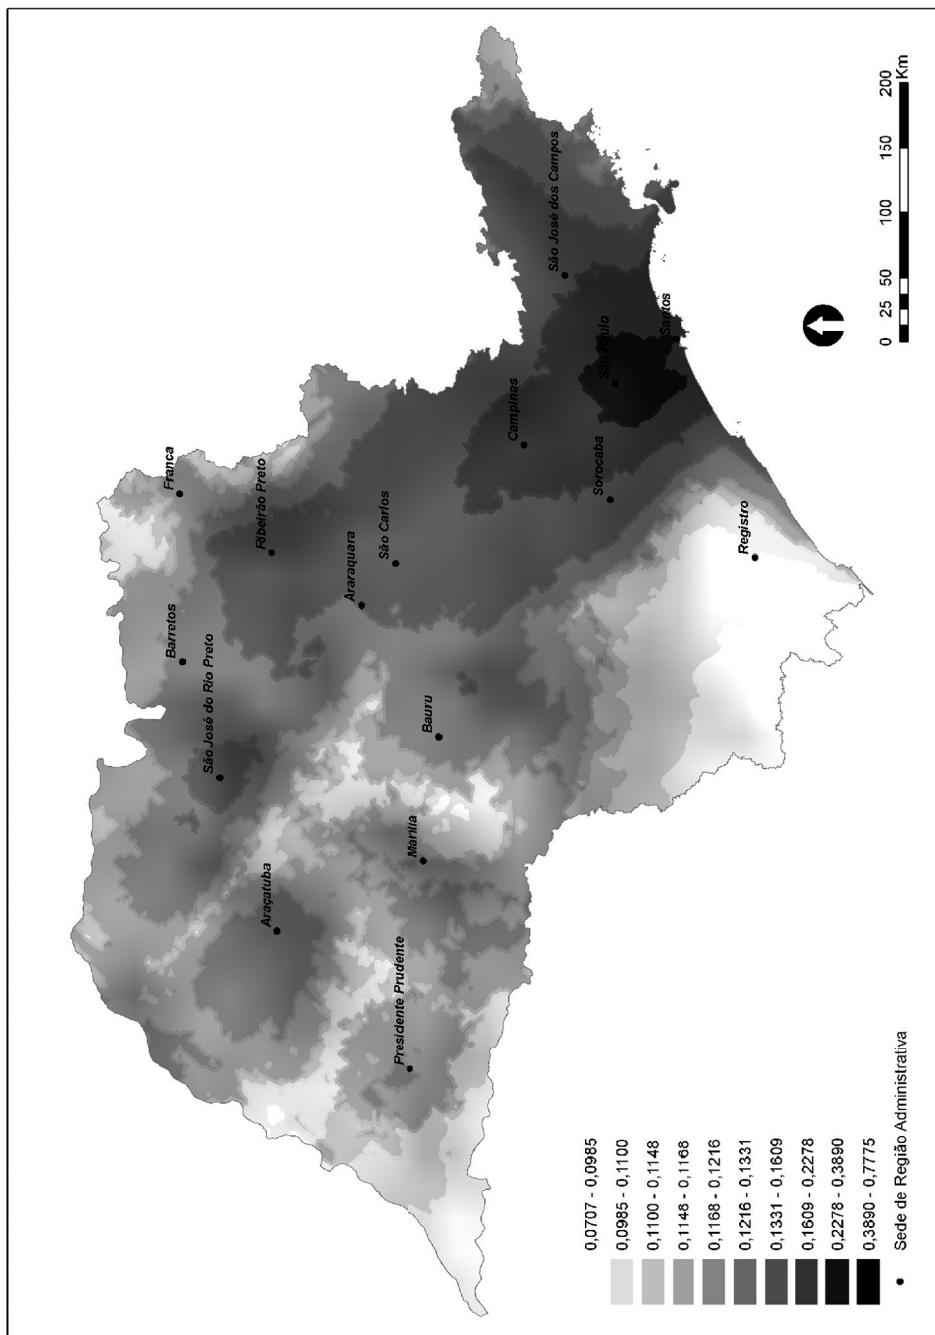 Franca
Barretos
Ribeirão Preto
São José do Rio Preto
Araçatuba
Araraquara
São Carlos
Presidente Prudente
Marília
Bauru
Campinas
São José dos Campos
São Paulo
Sorocaba
Santos
Registro
0,0707 - 0,0985
0,0985 - 0,1100
0,1100 - 0,1148
0,1148 - 0,1168
0,1168 - 0,1216
0,1216 - 0,1331
0,1331 - 0,1609
0,1609 - 0,2278
0,2278 - 0,3890
0,3890 - 0,7775
Sede de Região Administrativa
0 25 50 100 150 200
Km